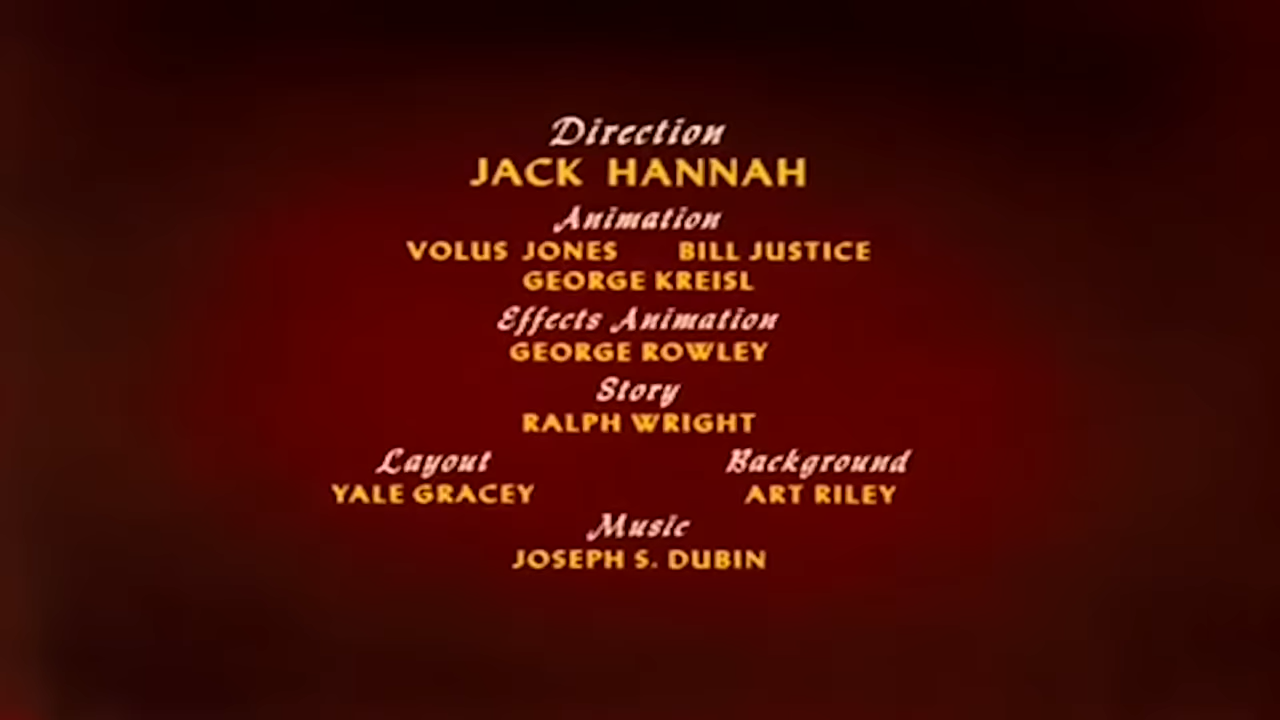 Direction
JACK HANNAH
Animation
VOLUS JONES BILL JUSTICE
GEORGE KREISL
Effects Animation
GEORGE ROWLEY
Story
RALPH WRIGHT
Layout Background
YALE GRACEY ART RILEY
Music
JOSEPH S. DUBIN